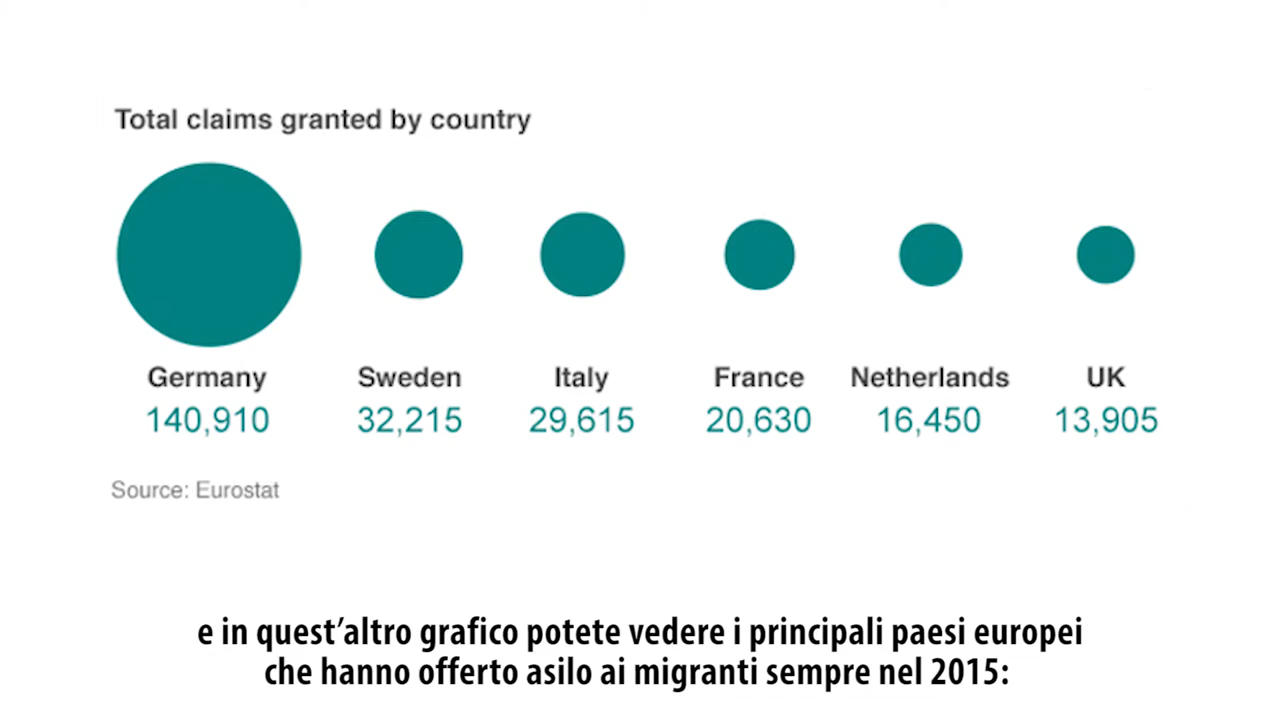 Total claims granted by country
Germany Sweden Italy France Netherlands UK
140,910 32,215 29,615 20,630 16,450 13,905
Source: Eurostat
e in quest’altro grafico potete vedere i principali paesi europei
che hanno offerto asilo ai migranti sempre nel 2015: